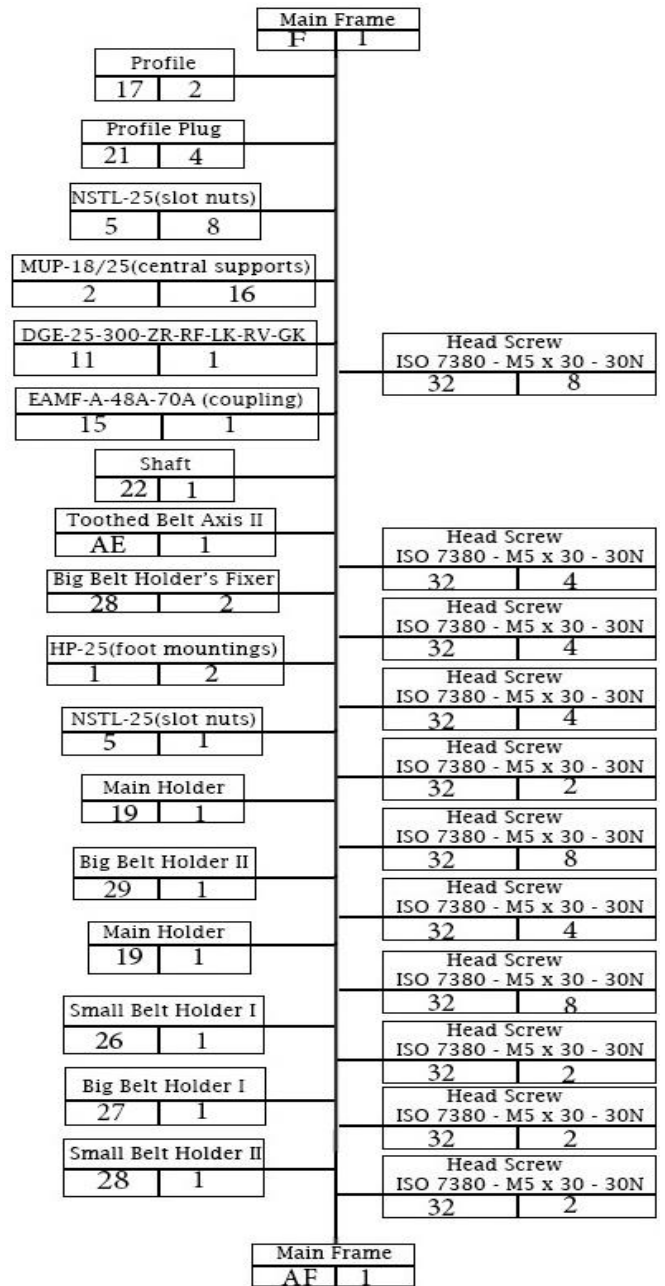 Main Frame
F 1
Profile
17 2
Profile Plug
21 4
NSTL-25(slot nuts)
5 8
MUP-18/25(central supports)
2 16
DGE-25-300-ZR-RF-LK-RV-GK
11 1
Head Screw
ISO 7380 - M5 x 30 - 30N
32 8
EAMF-A-48A-70A (coupling)
15 1
Shaft
22 1
Toothed Belt Axis II
AE 1
Head Screw
ISO 7380 - M5 x 30 - 30N
32 4
Big Belt Holder's Fixer
28 2
Head Screw
ISO 7380 - M5 x 30 - 30N
32 4
HP-25(foot mountings)
1 2
Head Screw
ISO 7380 - M5 x 30 - 30N
32 4
NSTL-25(slot nuts)
5 1
Head Screw
ISO 7380 - M5 x 30 - 30N
32 2
Main Holder
19 1
Head Screw
ISO 7380 - M5 x 30 - 30N
32 8
Big Belt Holder II
29 1
Head Screw
ISO 7380 - M5 x 30 - 30N
32 4
Main Holder
19 1
Head Screw
ISO 7380 - M5 x 30 - 30N
32 8
Small Belt Holder I
26 1
Head Screw
ISO 7380 - M5 x 30 - 30N
32 2
Big Belt Holder I
27 1
Head Screw
ISO 7380 - M5 x 30 - 30N
32 2
Small Belt Holder II
28 1
Head Screw
ISO 7380 - M5 x 30 - 30N
32 2
Main Frame
AF 1